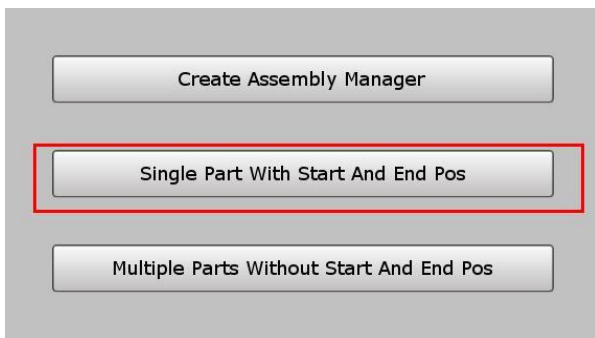 Create Assembly Manager
Single Part With Start And End Pos
Multiple Parts Without Start And End Pos